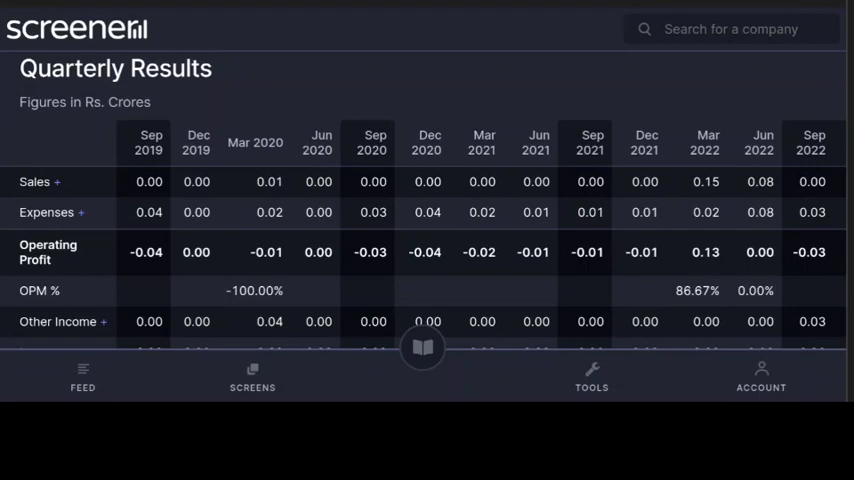 screener
Search for a company
Quarterly Results
Figures in Rs. Crores
Sep 2019 Dec 2019 Mar 2020 Jun 2020 Sep 2020 Dec 2020 Mar 2021 Jun 2021 Sep 2021 Dec 2021 Mar 2022 Jun 2022 Sep 2022
Sales + 0.00 0.00 0.01 0.00 0.00 0.00 0.00 0.00 0.00 0.00 0.15 0.08 0.00
Expenses + 0.04 0.00 0.02 0.00 0.03 0.04 0.02 0.01 0.01 0.01 0.02 0.08 0.03
Operating Profit -0.04 0.00 -0.01 0.00 -0.03 -0.04 -0.02 -0.01 -0.01 -0.01 0.13 0.00 -0.03
OPM % -100.00% 86.67% 0.00%
Other Income + 0.00 0.00 0.04 0.00 0.00 0.00 0.00 0.00 0.00 0.00 0.00 0.00 0.03
FEED SCREENS TOOLS ACCOUNT